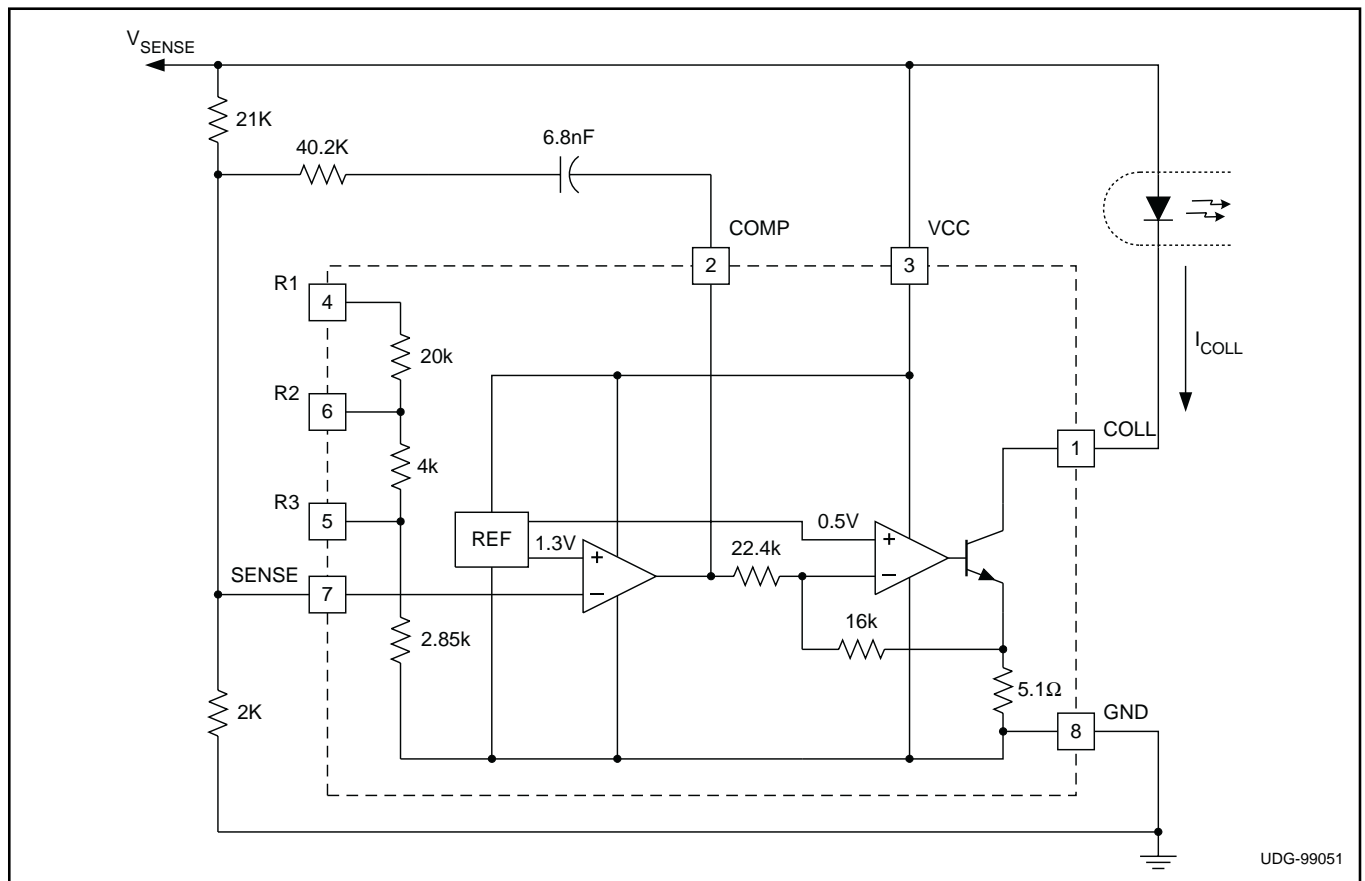 VSENSE
21K
40.2K
6.8nF
COMP
VCC
2
3
R1
4
20k
ICOLL
R2
6
4k
COLL
1
R3
5
REF
0.5V
+
1.3V
+
22.4k
−
SENSE
7
−
16k
2.85k
5.1Ω
2K
GND
8
UDG-99051